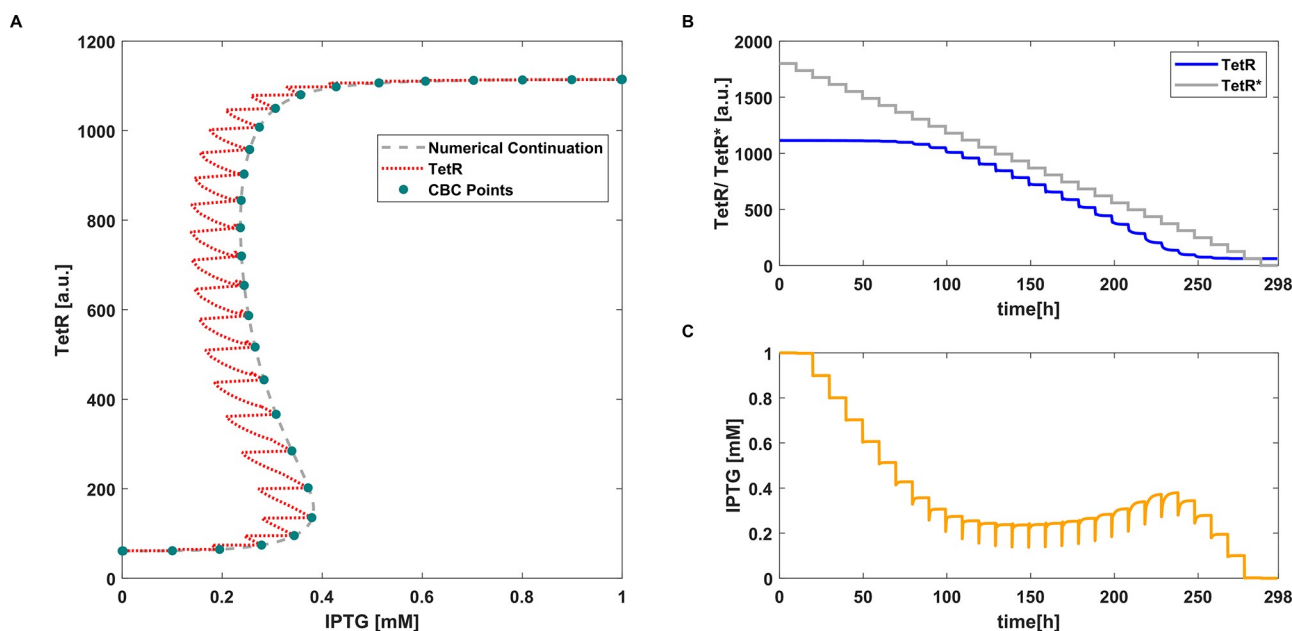 A
1200
1000
800
600
400
200
0
TetR [a.u.]
0 0.2 0.4 0.6 0.8 1
IPTG [mM]
Numerical Continuation
TetR
CBC Points
B
2000
1500
1000
500
0
TetR/ TetR* [a.u.]
0 50 100 150 200 250 298
time[h]
TetR
TetR*
C
1
0.8
0.6
0.4
0.2
0
IPTG [mM]
0 50 100 150 200 250 298
time[h]